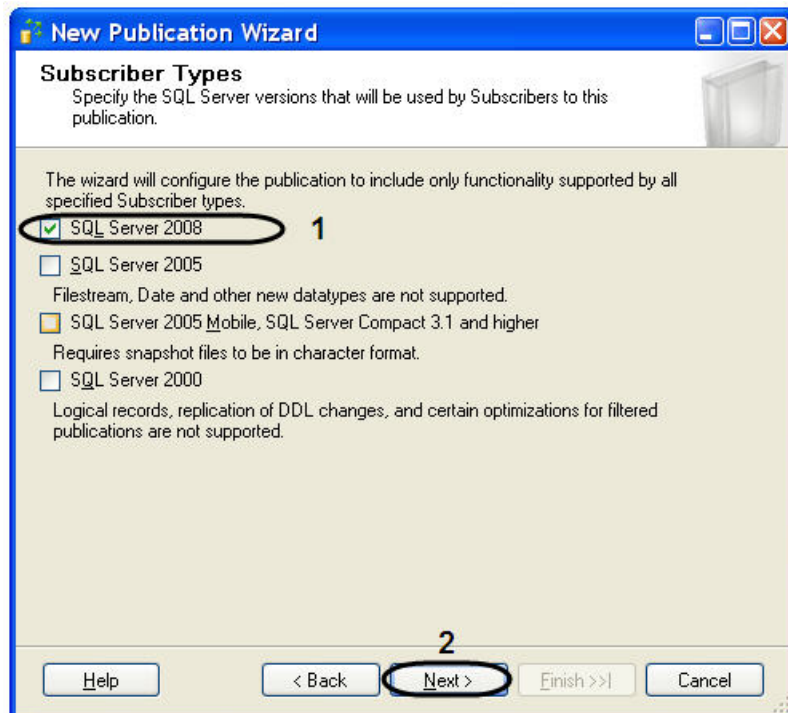 New Publication Wizard
Subscriber Types
Specify the SQL Server versions that will be used by Subscribers to this
publication.
The wizard will configure the publication to include only functionality supported by all
specified Subscriber types.
SQL Server 2008 1
SQL Server 2005
Filestream, Date and other new datatypes are not supported.
SQL Server 2005 Mobile, SQL Server Compact 3.1 and higher
Requires snapshot files to be in character format.
SQL Server 2000
Logical records, replication of DDL changes, and certain optimizations for filtered
publications are not supported.
2
Help < Back Next > Finish >>| Cancel